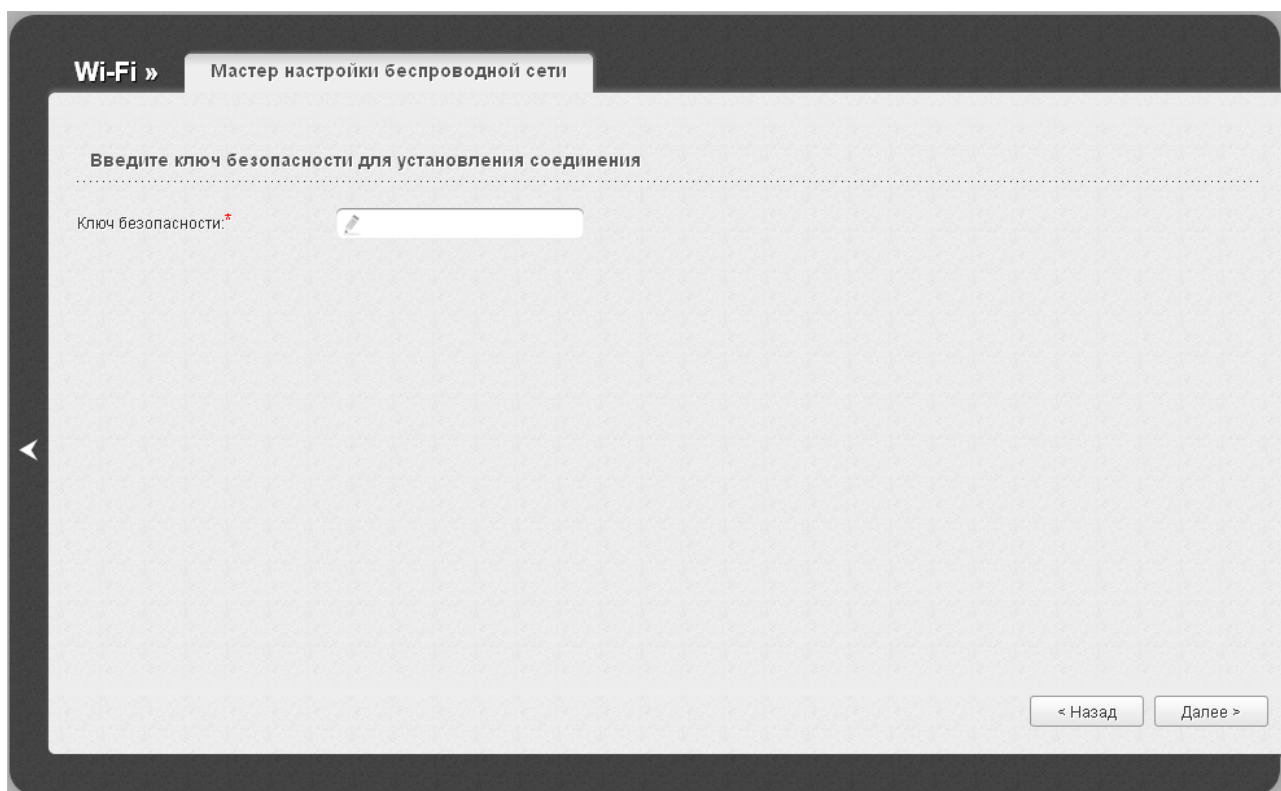 Wi-Fi »
Мастер настройки беспроводной сети
Введите ключ безопасности для установления соединения
Ключ безопасности:*
< Назад
Далее >